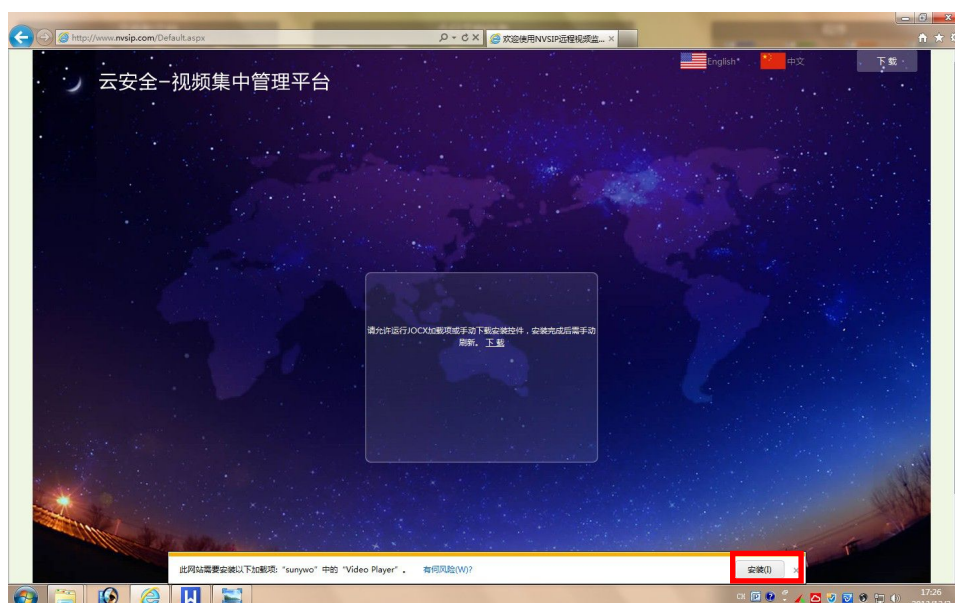 http://www.nvsip.com/Default.aspx
欢迎使用NVSIP远程视频监...
云安全-视频集中管理平台
English*
中文
下载
请允许运行JOCX加载项或手动下载安装控件，安装完成后需手动
刷新。下载
此网站需要安装以下加载项: "sunywo" 中的 "Video Player"。
有何风险(W)?
安装(I)
CH
17:26